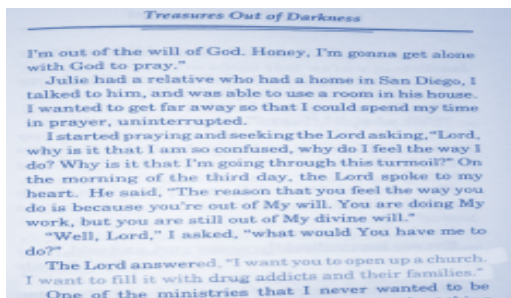 Treasures Out of Darkness
I'm out of the will of God. Honey, I'm gonna get alone
with God to pray."
Julie had a relative who had a home in San Diego, I
talked to him, and was able to use a room in his house.
I wanted to get far away so that I could spend my time
in prayer, uninterrupted.
I started praying and seeking the Lord asking, "Lord,
why is it that I am so confused, why do I feel the way I
do? Why is it that I'm going through this turmoil?" On
the morning of the third day, the Lord spoke to my
heart. He said, "The reason that you feel the way you
do is because you're out of My will. You are doing My
work, but you are still out of My divine will."
"Well, Lord," I asked, "what would You have me to
do?"
The Lord answered, "I want you to open up a church.
I want to fill it with drug addicts and their families."
One of the ministries that I never wanted to be